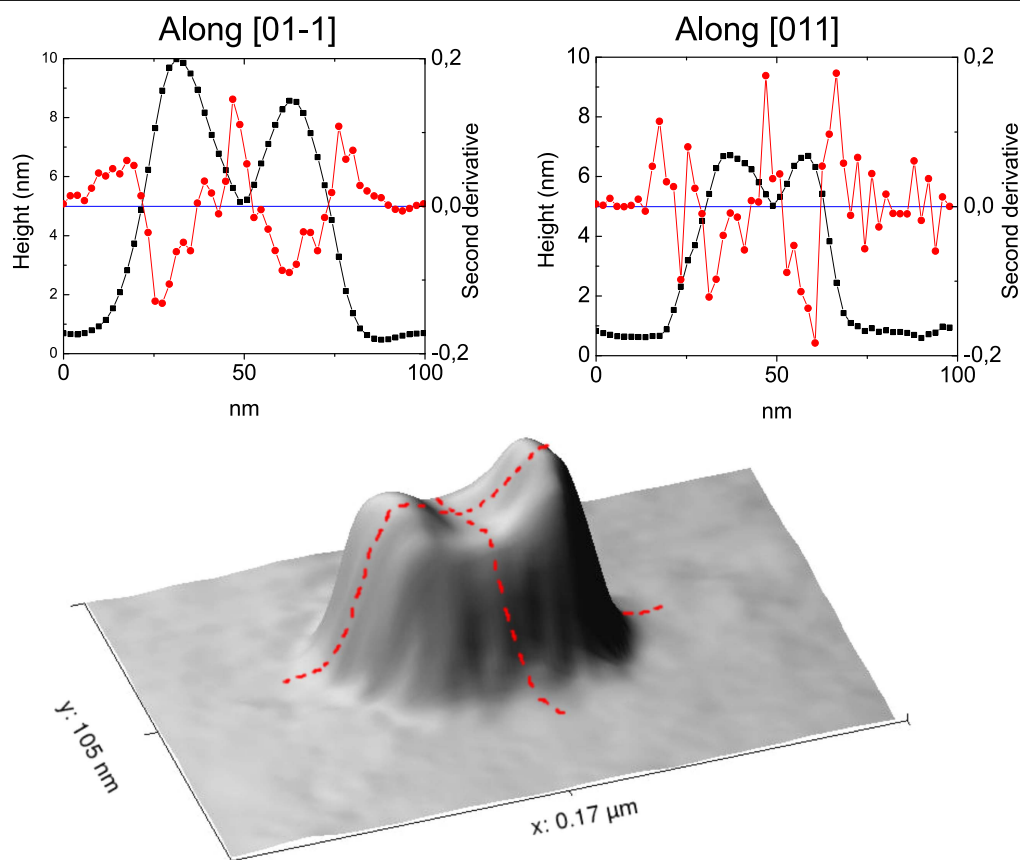 Along [01-1]
Along [011]
10
8
6
4
2
0
Height (nm)
0,2
0,0
-0,2
Second derivative
0
50
100
nm
10
8
6
4
2
0
Height (nm)
0,2
0,0
-0,2
Second derivative
0
50
100
nm
y: 105 nm
x: 0.17 µm